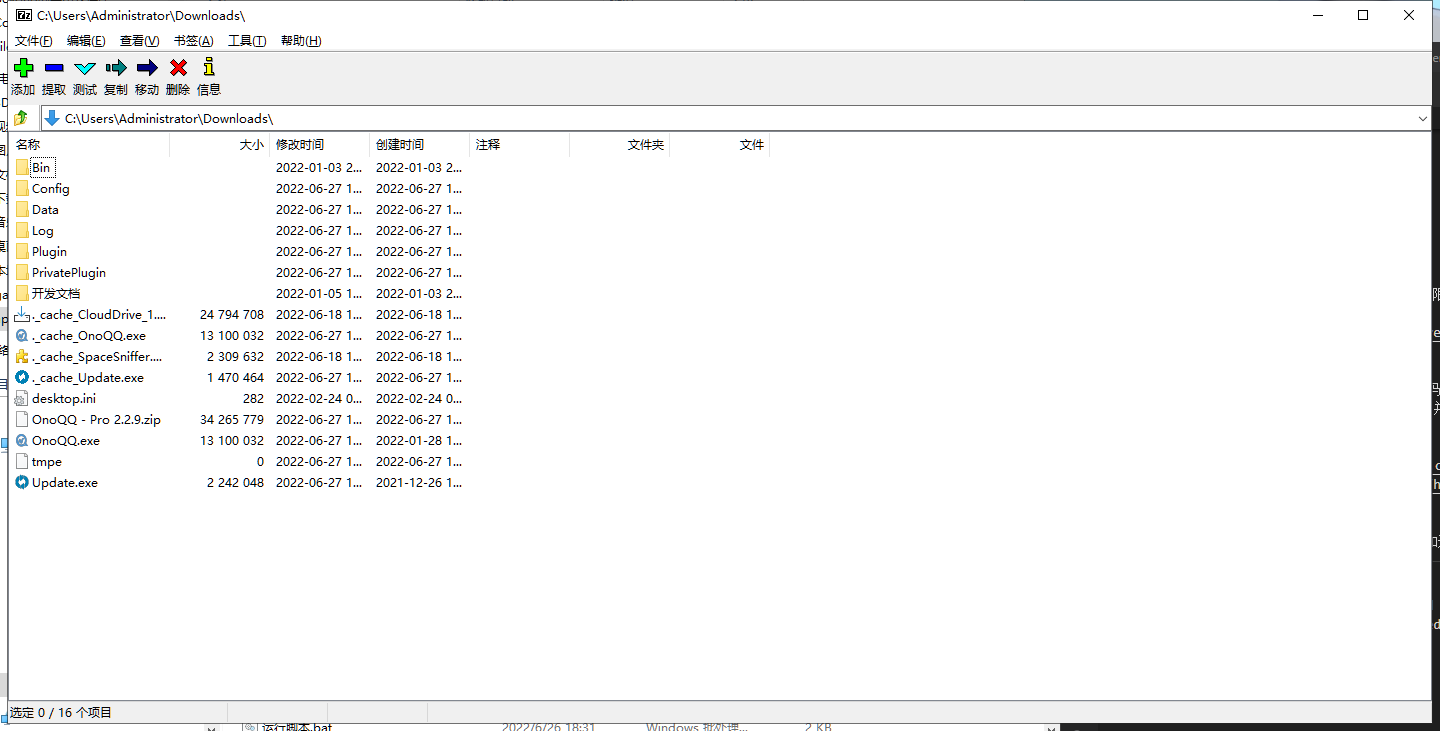 C:\Users\Administrator\Downloads\
文件(F) 编辑(E) 查看(V) 书签(A) 工具(T) 帮助(H)
添加 提取 测试 复制 移动 删除 信息
C:\Users\Administrator\Downloads\
名称 大小 修改时间 创建时间 注释 文件夹 文件
Bin 2022-01-03 2... 2022-01-03 2...
Config 2022-06-27 1... 2022-06-27 1...
Data 2022-06-27 1... 2022-06-27 1...
Log 2022-06-27 1... 2022-06-27 1...
Plugin 2022-06-27 1... 2022-06-27 1...
PrivatePlugin 2022-06-27 1... 2022-06-27 1...
开发文档 2022-01-05 1... 2022-01-03 2...
._cache_CloudDrive_1.... 24 794 708 2022-06-18 1... 2022-06-18 1...
._cache_OnoQQ.exe 13 100 032 2022-06-27 1... 2022-06-27 1...
._cache_SpaceSniffer.... 2 309 632 2022-06-18 1... 2022-06-18 1...
._cache_Update.exe 1 470 464 2022-06-27 1... 2022-06-27 1...
desktop.ini 282 2022-02-24 0... 2022-02-24 0...
OnoQQ - Pro 2.2.9.zip 34 265 779 2022-06-27 1... 2022-06-27 1...
OnoQQ.exe 13 100 032 2022-06-27 1... 2022-01-28 1...
tmpe 0 2022-06-27 1... 2022-06-27 1...
Update.exe 2 242 048 2022-06-27 1... 2021-12-26 1...
选定 0 / 16 个项目
运行脚本.bat 2022/6/26 18:31 Windows 批处理... 2 KB